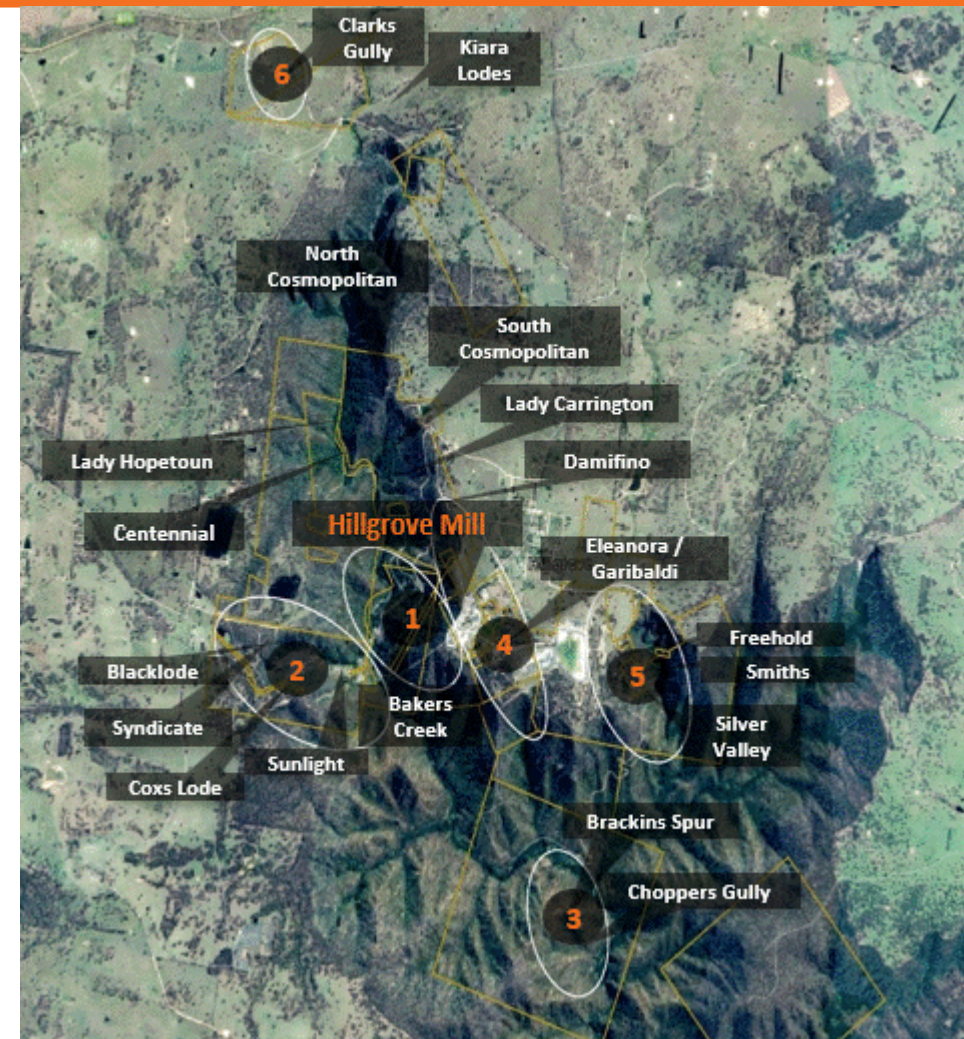 Clarks
Gully
Kiara
Lodes
6
North
Cosmopolitan
South
Cosmopolitan
Lady Carrington
Lady Hopetoun
Damifino
Centennial
Hillgrove Mill
Eleanora /
Garibaldi
1
4
Freehold
Blacklode
2
5
Smiths
Bakers
Creek
Syndicate
Silver
Valley
Sunlight
Coxs Lode
Brackins Spur
Choppers Gully
3